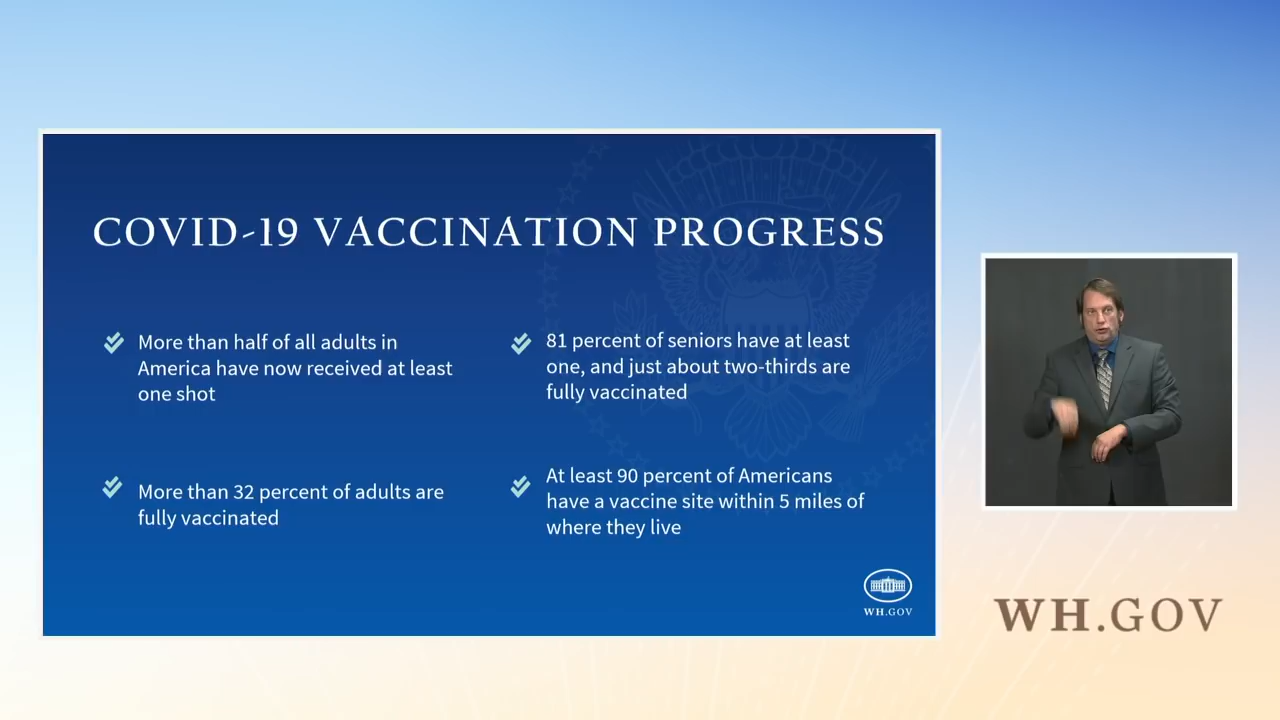 COVID-19 VACCINATION PROGRESS
More than half of all adults in
America have now received at least
one shot
81 percent of seniors have at least
one, and just about two-thirds are
fully vaccinated
More than 32 percent of adults are
fully vaccinated
At least 90 percent of Americans
have a vaccine site within 5 miles of
where they live
WH.GOV
WH.GOV